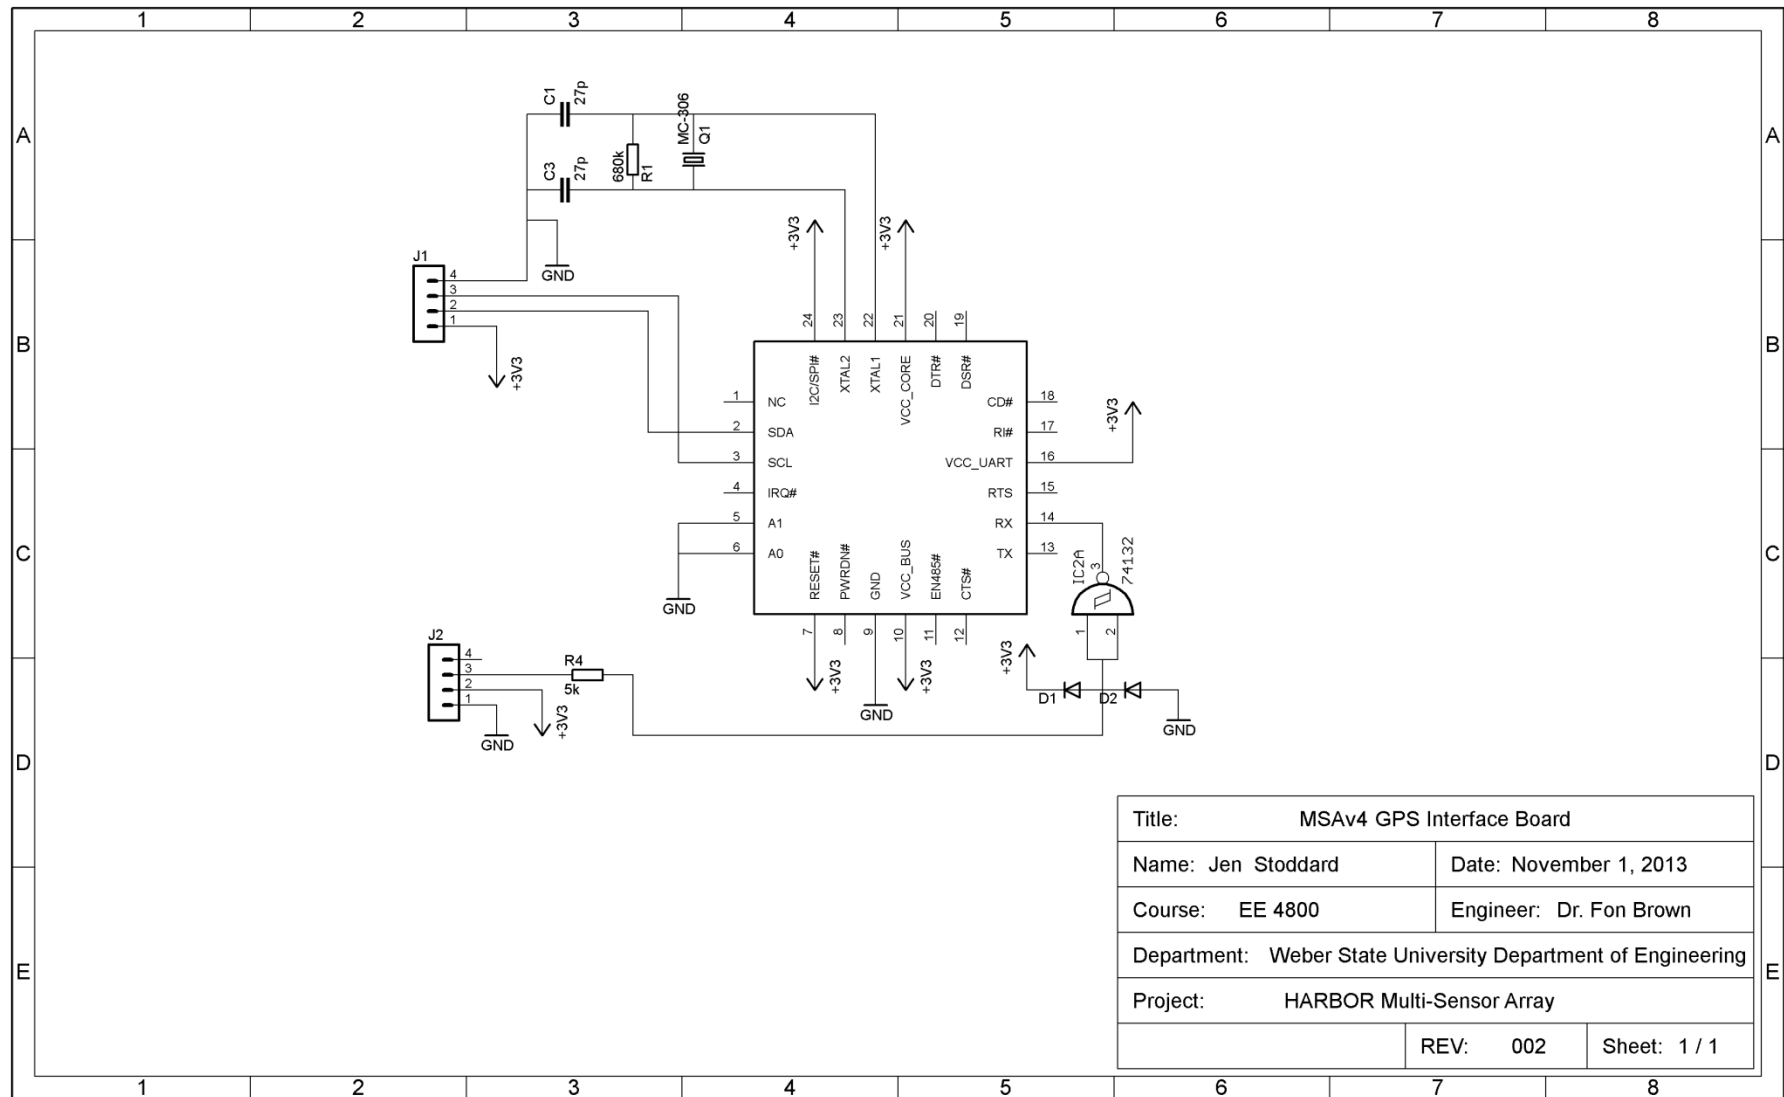 1 2 3 4 5 6 7 8
A A
B B
C C
D D
E E
C1
27p
C3
27p
680k
R1
MC-306
Q1
GND
J1
4
3
2
1
+3V3
+3V3
+3V3
24 23 22 21 20 19
I2C/SPI# XTAL2 XTAL1 VCC_CORE DTR# DSR#
1 NC
2 SDA
3 SCL
4 IRQ#
5 A1
6 A0
CD# 18
RI# 17
VCC_UART 16
RTS 15
RX 14
TX 13
RESET# PWRDN# GND VCC_BUS EN485# CTS#
7 8 9 10 11 12
+3V3
GND
+3V3
+3V3
GND
IC2A
3
74132
1 2
+3V3
D1
D2
GND
J2
4
3
2
1
R4
5k
+3V3
GND
Title: MSAv4 GPS Interface Board
Name: Jen Stoddard Date: November 1, 2013
Course: EE 4800 Engineer: Dr. Fon Brown
Department: Weber State University Department of Engineering
Project: HARBOR Multi-Sensor Array
REV: 002 Sheet: 1 / 1
1 2 3 4 5 6 7 8